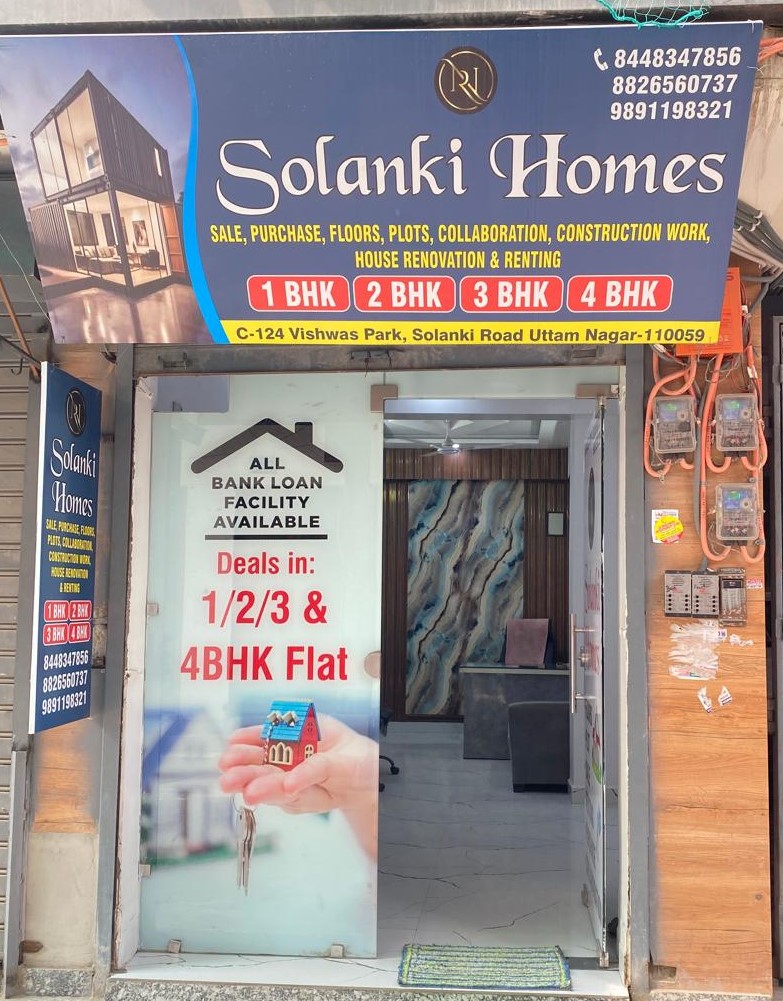 RN
8448347856
8826560737
9891198321
Solanki Homes
SALE, PURCHASE, FLOORS, PLOTS, COLLABORATION, CONSTRUCTION WORK,
HOUSE RENOVATION & RENTING
1 BHK 2 BHK 3 BHK 4 BHK
C-124 Vishwas Park, Solanki Road Uttam Nagar-110059
RN
Solanki
Homes
SALE, PURCHASE, FLOORS,
PLOTS, COLLABORATION,
CONSTRUCTION WORK,
HOUSE RENOVATION
& RENTING
1 BHK 2 BHK
3 BHK 4 BHK
8448347856
8826560737
9891198321
ALL
BANK LOAN
FACILITY
AVAILABLE
Deals in:
1/2/3 &
4BHK Flat